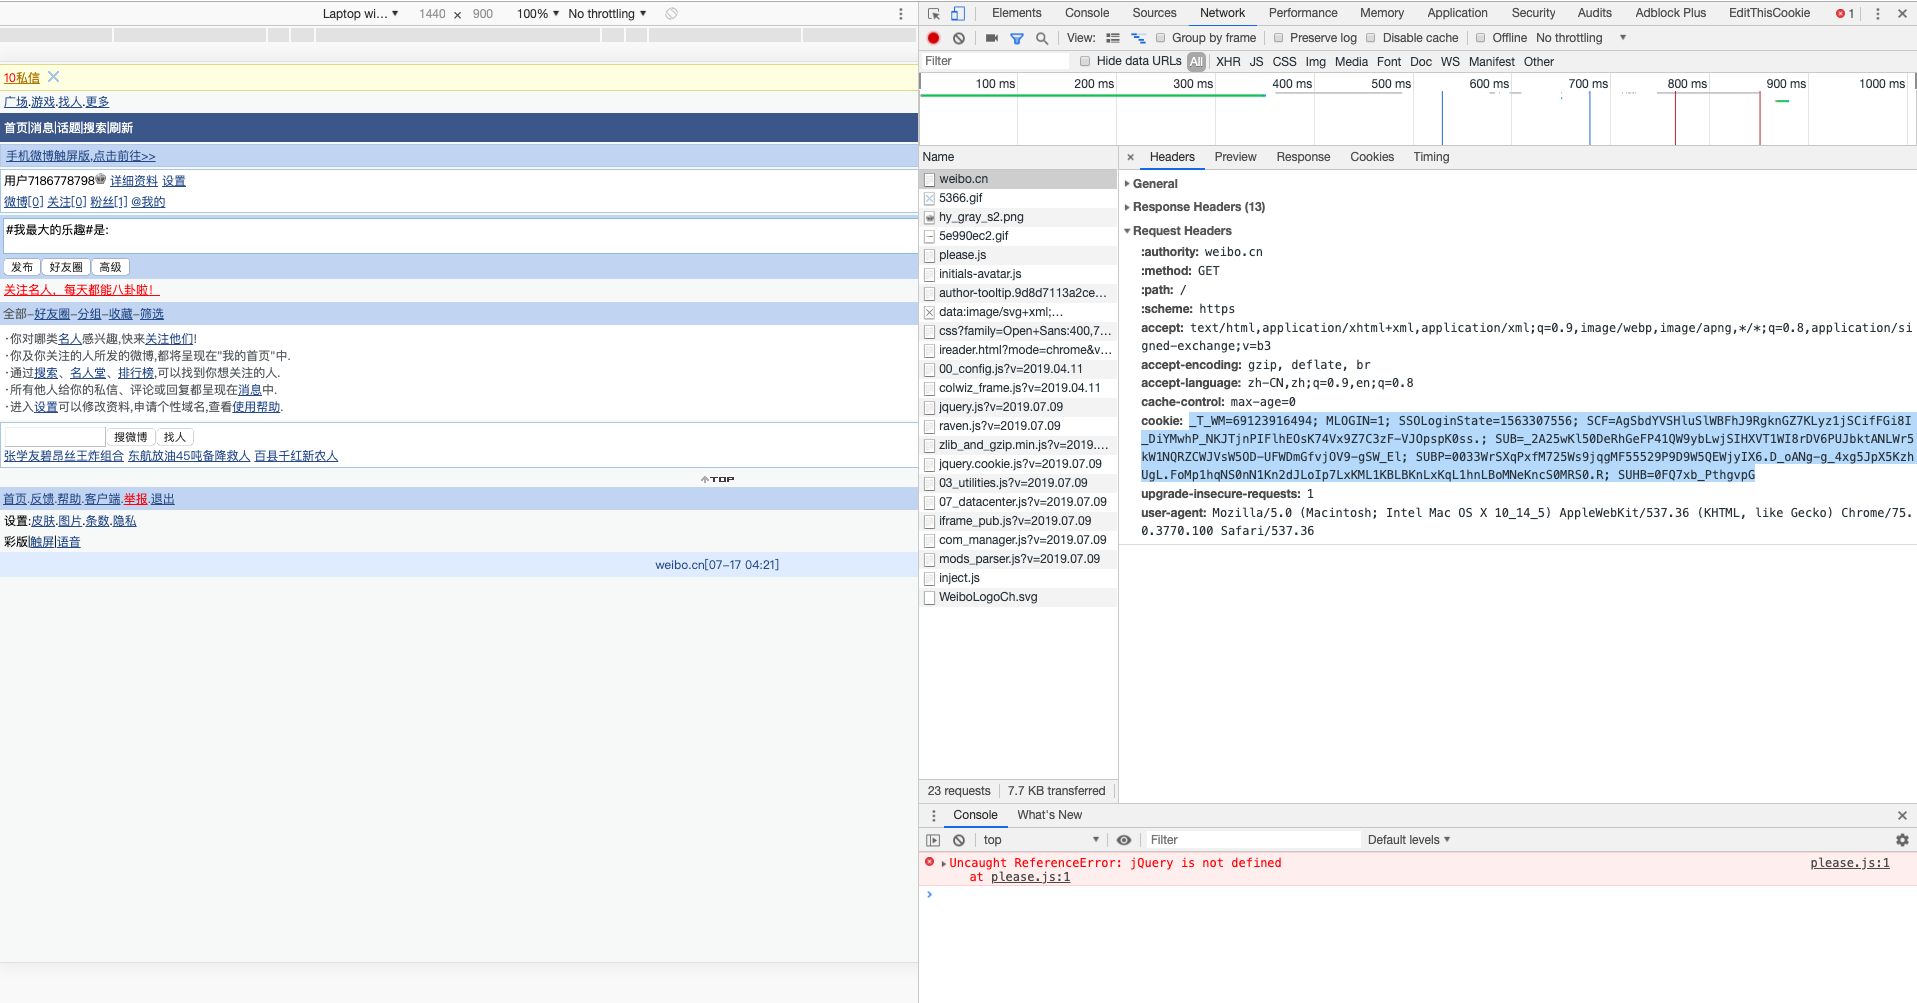 Laptop wi... ▼ 1440 × 900 100% ▼ No throttling ▼
10私信
广场.游戏.找人.更多
首页|消息|话题|搜索|刷新
手机微博触屏版,点击前往>>
用户7186778798 详细资料 设置
微博[0] 关注[0] 粉丝[1] @我的
#我最大的乐趣#是:
发布 好友圈 高级
关注名人，每天都能八卦啦！
全部-好友圈-分组-收藏-筛选
·你对哪类名人感兴趣,快来关注他们!
·你及你关注的人所发的微博,都将呈现在"我的首页"中.
·通过搜索、名人堂、排行榜,可以找到你想关注的人.
·所有他人给你的私信、评论或回复都呈现在消息中.
·进入设置可以修改资料,申请个性域名,查看使用帮助.
搜微博 找人
张学友碧昂丝王炸组合 东航放油45吨备降救人 百县千红新农人
TOP
首页.反馈.帮助.客户端.举报.退出
设置:皮肤.图片.条数.隐私
彩版|触屏|语音
weibo.cn[07-17 04:21]
Elements Console Sources Network Performance Memory Application Security Audits Adblock Plus EditThisCookie 1
View: Group by frame Preserve log Disable cache Offline No throttling ▼
Filter Hide data URLs All XHR JS CSS Img Media Font Doc WS Manifest Other
100 ms 200 ms 300 ms 400 ms 500 ms 600 ms 700 ms 800 ms 900 ms 1000 ms
Name
weibo.cn
5366.gif
hy_gray_s2.png
5e990ec2.gif
please.js
initials-avatar.js
author-tooltip.9d8d7113a2ce...
data:image/svg+xml;...
css?family=Open+Sans:400,7...
ireader.html?mode=chrome&v...
00_config.js?v=2019.04.11
colwiz_frame.js?v=2019.04.11
jquery.js?v=2019.07.09
raven.js?v=2019.07.09
zlib_and_gzip.min.js?v=2019....
jquery.cookie.js?v=2019.07.09
03_utilities.js?v=2019.07.09
07_datacenter.js?v=2019.07.09
iframe_pub.js?v=2019.07.09
com_manager.js?v=2019.07.09
mods_parser.js?v=2019.07.09
inject.js
WeiboLogoCh.svg
23 requests 7.7 KB transferred
× Headers Preview Response Cookies Timing
General
Response Headers (13)
Request Headers
:authority: weibo.cn
:method: GET
:path: /
:scheme: https
accept: text/html,application/xhtml+xml,application/xml;q=0.9,image/webp,image/apng,*/*;q=0.8,application/si
gned-exchange;v=b3
accept-encoding: gzip, deflate, br
accept-language: zh-CN,zh;q=0.9,en;q=0.8
cache-control: max-age=0
cookie: _T_WM=69123916494; MLOGIN=1; SSOLoginState=1563307556; SCF=AgSbdYVSHluSlWBFhJ9RgknGZ7KLyz1jSCifFGi8I
_DiYMwhP_NKJTjnPIFlhEOsK74Vx9Z7C3zF-VJOpspK0ss.; SUB=_2A25wKl50DeRhGeFP41QW9ybLwjSIHXVT1WI8rDV6PUJbktANLWr5
kW1NQRZCWJVsW5OD-UFWDmGfvjOV9-gSW_El; SUBP=0033WrSXqPxfM725Ws9jqgMF55529P9D9W5QEWjyIX6.D_oANg-g_4xg5JpX5Kzh
UgL.FoMp1hqNS0nN1Kn2dJLoIp7LxKML1KBLBKnLxKqL1hnLBoMNeKncS0MRS0.R; SUHB=0FQ7xb_PthgvpG
upgrade-insecure-requests: 1
user-agent: Mozilla/5.0 (Macintosh; Intel Mac OS X 10_14_5) AppleWebKit/537.36 (KHTML, like Gecko) Chrome/75.
0.3770.100 Safari/537.36
Console What's New
top ▼ Filter Default levels ▼
Uncaught ReferenceError: jQuery is not defined please.js:1
at please.js:1